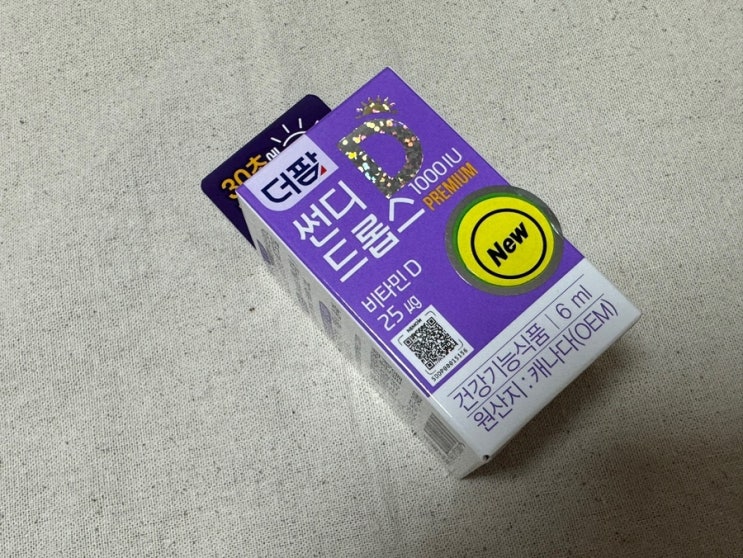 30초에
더팜
D
1000IU
PREMIUM
썬디
드롭스
New
비타민 D
25 μg
건강기능식품 | 6 ml
원산지 : 캐나다(OEM)